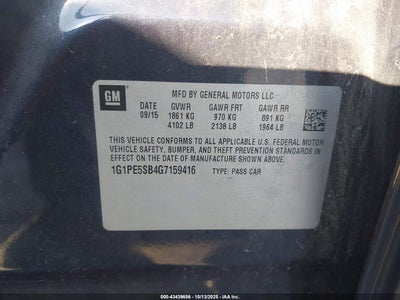 GM
MFD BY GENERAL MOTORS LLC
DATE GVWR GAWR FRT GAWR RR
09/15 1861 KG 970 KG 891 KG
4102 LB 2138 LB 1964 LB
THIS VEHICLE CONFORMS TO ALL APPLICABLE U.S. FEDERAL MOTOR
VEHICLE SAFETY, BUMPER, AND THEFT PREVENTION STANDARDS
IN EFFECT ON THE DATE OF MANUFACTURE SHOWN ABOVE.
1G1PE5SB4G7159416 TYPE: PASS CAR
000-43439656 - 10/13/2025 - www.iaai.com